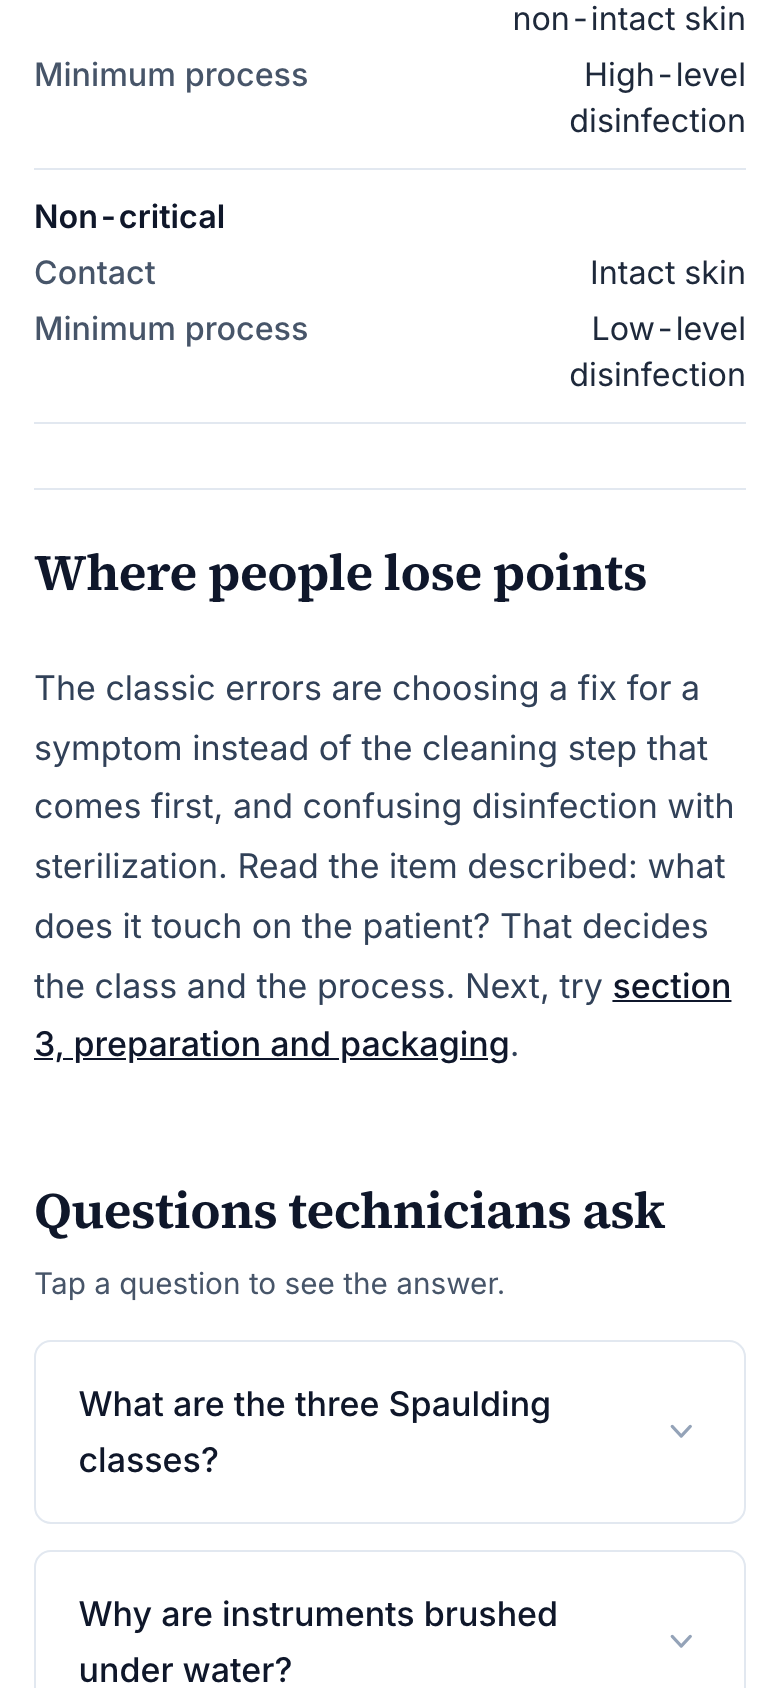 non-intact skin
Minimum process High-level
disinfection
Non-critical
Contact Intact skin
Minimum process Low-level
disinfection
Where people lose points
The classic errors are choosing a fix for a
symptom instead of the cleaning step that
comes first, and confusing disinfection with
sterilization. Read the item described: what
does it touch on the patient? That decides
the class and the process. Next, try section
3, preparation and packaging.
Questions technicians ask
Tap a question to see the answer.
What are the three Spaulding
classes?
Why are instruments brushed
under water?